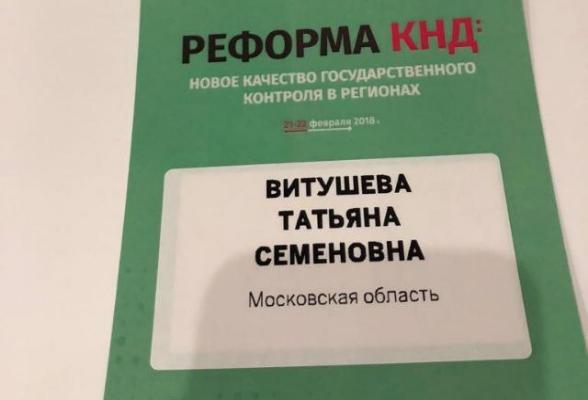 РЕФОРМА КНД:
НОВОЕ КАЧЕСТВО ГОСУДАРСТВЕННОГО
КОНТРОЛЯ В РЕГИОНАХ
21-22 февраля 2018 г.
ВИТУШЕВА
ТАТЬЯНА
СЕМЕНОВНА
Московская область